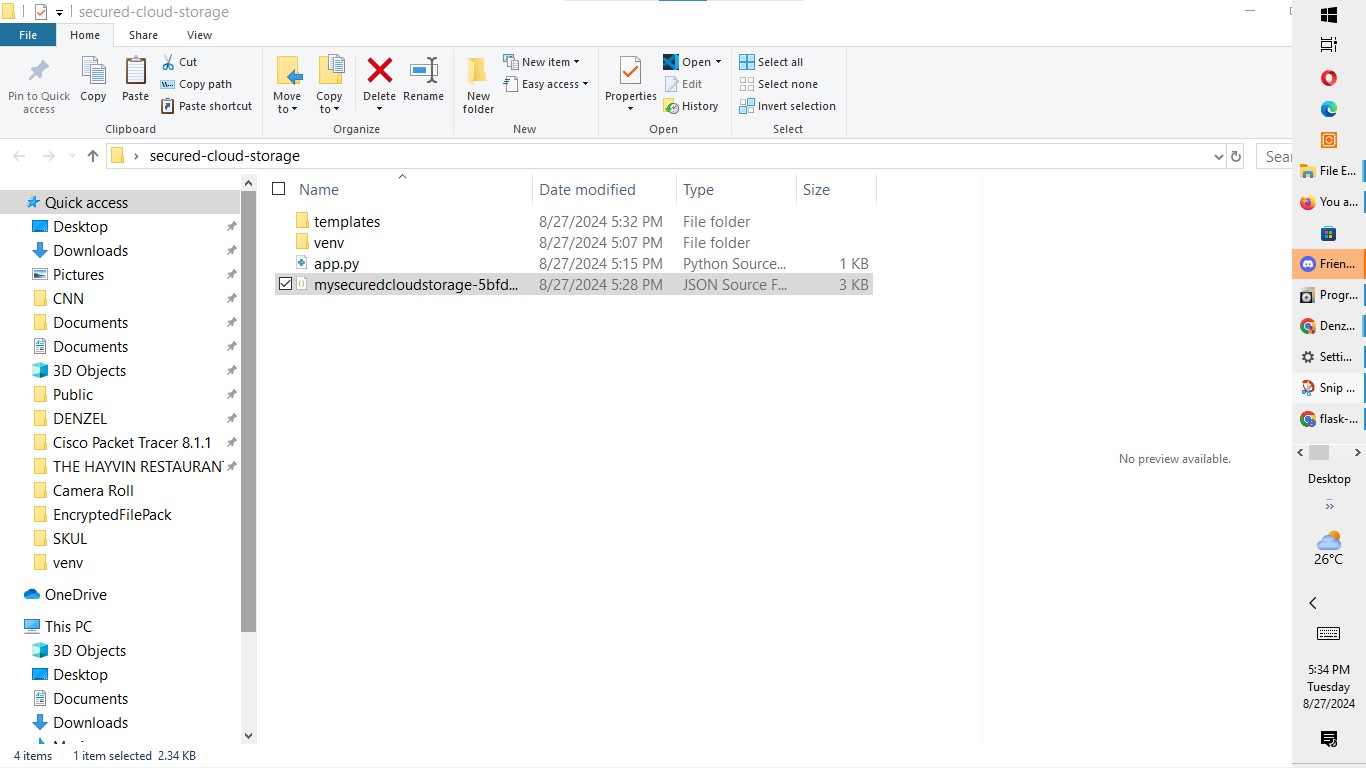 secured-cloud-storage
File Home Share View
Pin to Quick access
Copy
Paste
Cut
Copy path
Paste shortcut
Clipboard
Move to
Copy to
Delete
Rename
Organize
New folder
New item
Easy access
New
Properties
Open
Edit
History
Open
Select all
Select none
Invert selection
Select
secured-cloud-storage
Sea
Name Date modified Type Size
templates 8/27/2024 5:32 PM File folder
venv 8/27/2024 5:07 PM File folder
app.py 8/27/2024 5:15 PM Python Source... 1 KB
mysecuredcloudstorage-5bfd... 8/27/2024 5:28 PM JSON Source F... 3 KB
Quick access
Desktop
Downloads
Pictures
CNN
Documents
Documents
3D Objects
Public
DENZEL
Cisco Packet Tracer 8.1.1
THE HAYVIN RESTAURAN
Camera Roll
EncryptedFilePack
SKUL
venv
OneDrive
This PC
3D Objects
Desktop
Documents
Downloads
No preview available.
4 items 1 item selected 2.34 KB
File E...
You a...
Frien...
Progr...
Denz...
Setti...
Snip ...
flask-...
Desktop
26°C
5:34 PM
Tuesday
8/27/2024